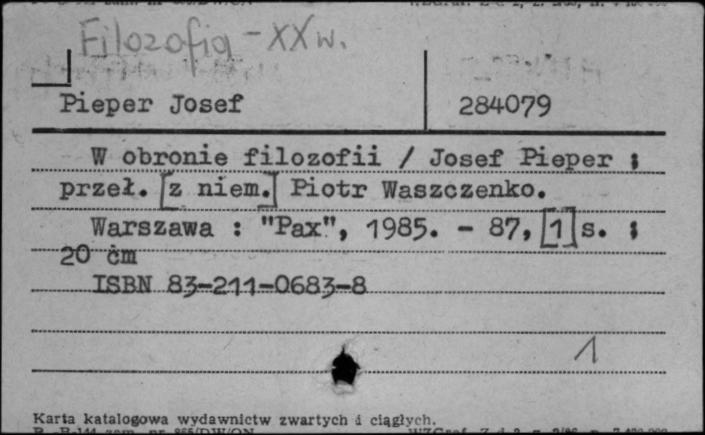 Filozofia - XX w.
Pieper Josef
284079
W obronie filozofii / Josef Pieper ;
przeł. [z niem.] Piotr Waszczenko.
Warszawa : "Pax", 1985. - 87, [1] s. ;
20 cm
ISBN 83-211-0683-8
1
Karta katalogowa wydawnictw zwartych i ciągłych.